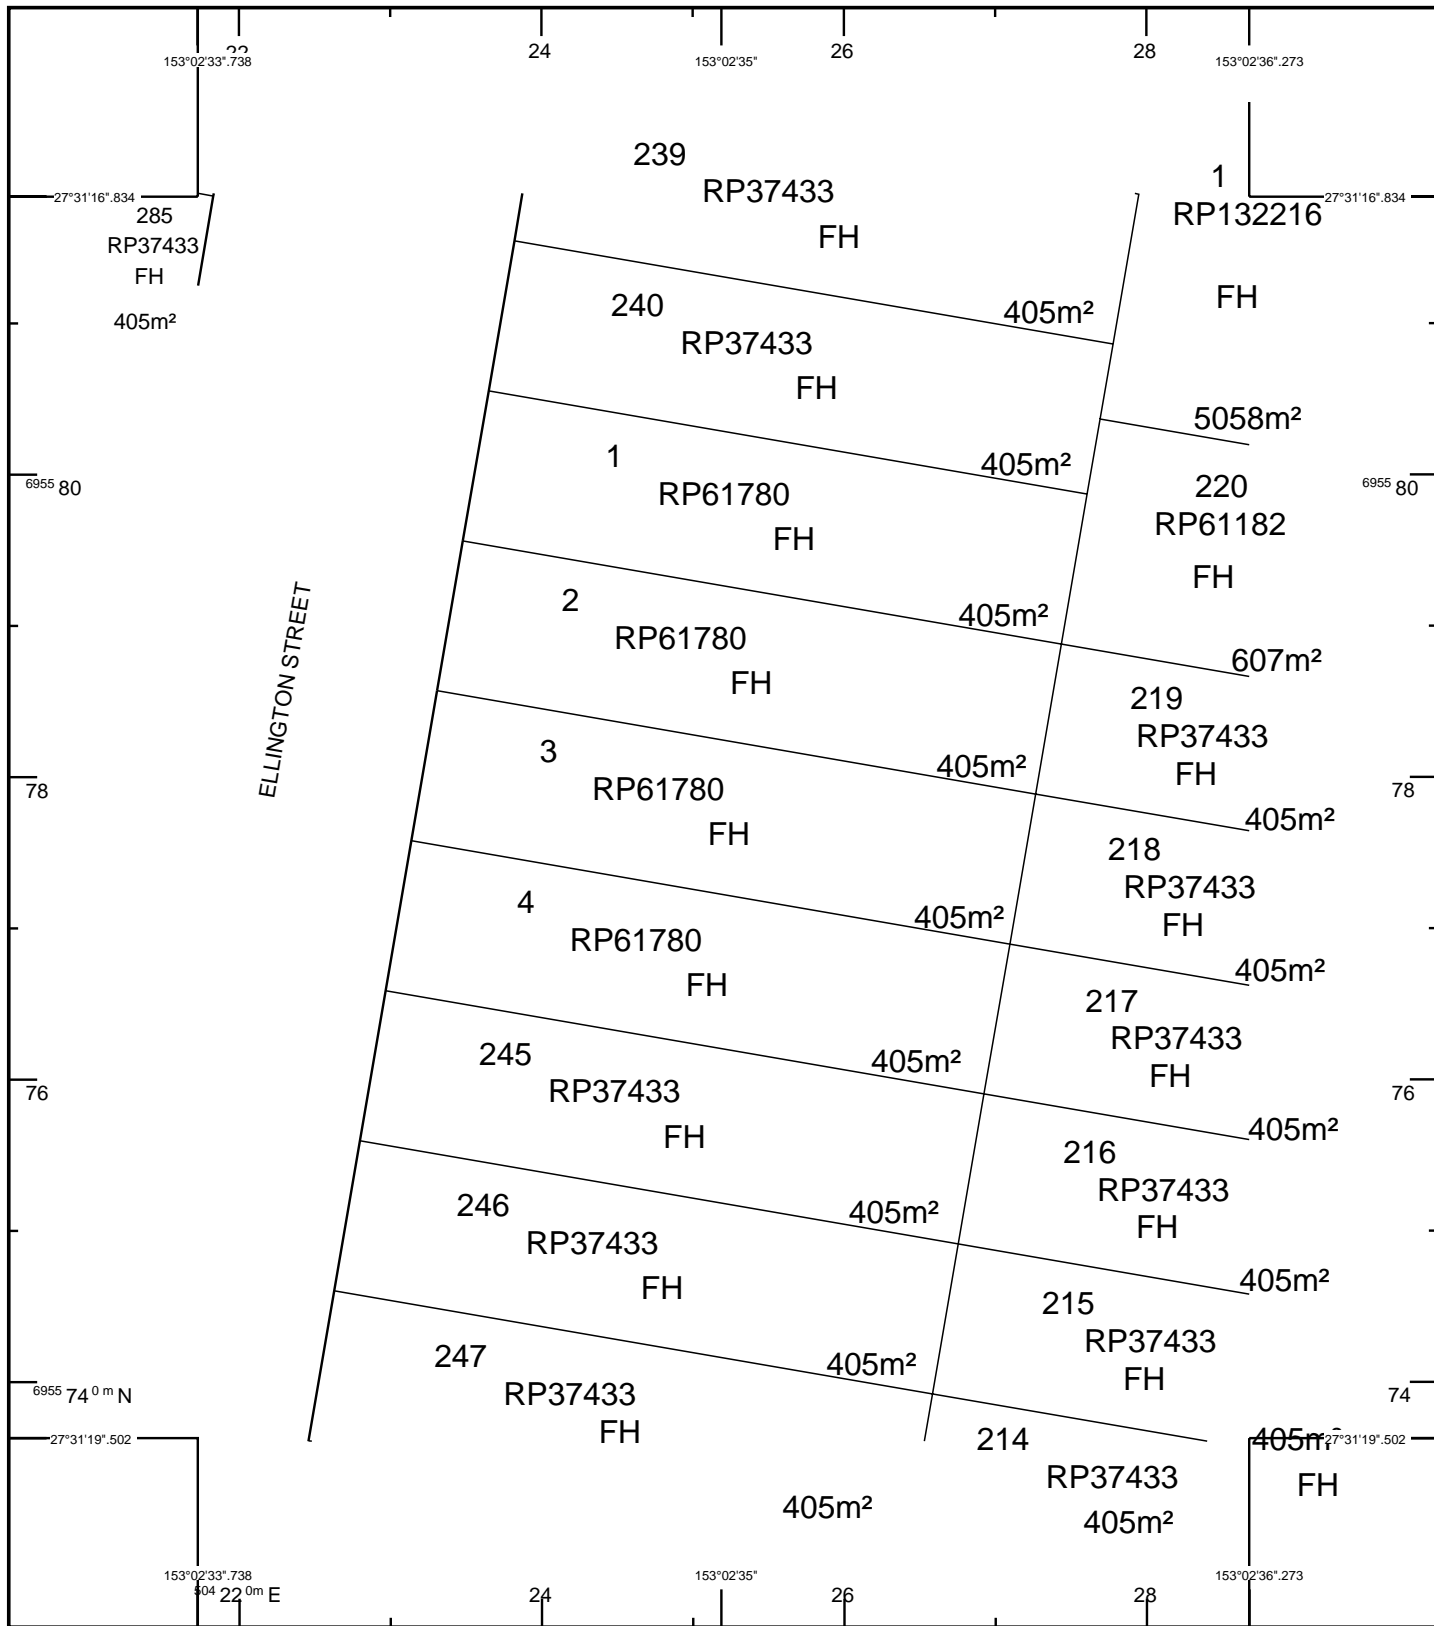 22
24
26
28
153°02'33".738
153°02'35"
153°02'36".273
239
RP37433
FH
405m²
1
RP132216
FH
5058m²
27°31'16".834
27°31'16".834
285
RP37433
FH
405m²
240
RP37433
FH
405m²
1
RP61780
FH
405m²
6955 80
6955 80
220
RP61182
FH
607m²
ELLINGTON STREET
2
RP61780
FH
405m²
219
RP37433
FH
405m²
78
78
3
RP61780
FH
405m²
218
RP37433
FH
405m²
4
RP61780
FH
405m²
217
RP37433
FH
405m²
76
76
245
RP37433
FH
405m²
216
RP37433
FH
405m²
246
RP37433
FH
405m²
215
RP37433
FH
405m²
6955 74 0 m N
74
247
RP37433
FH
405m²
27°31'19".502
27°31'19".502
214
RP37433
FH
405m²
153°02'33".738
153°02'35"
153°02'36".273
504 22 0m E
24
26
28